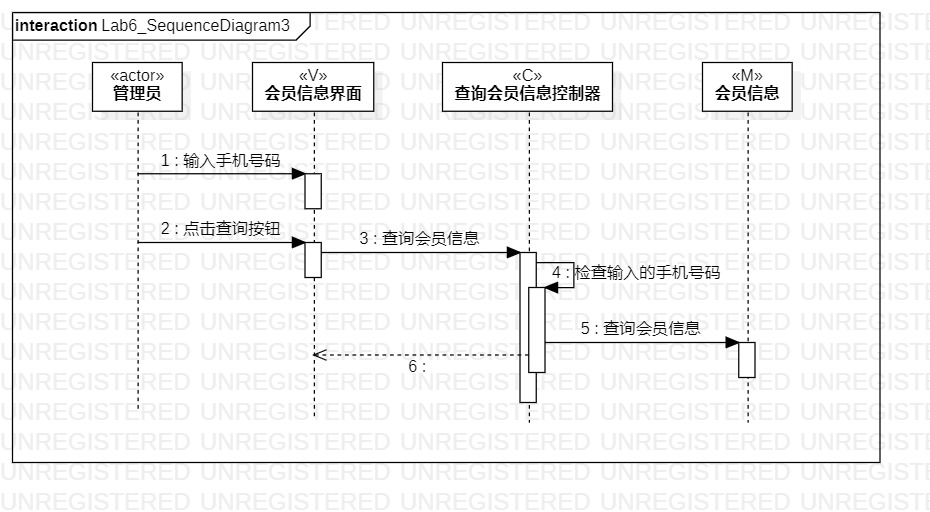 interaction Lab6_SequenceDiagram3
«actor»
管理员
«V»
会员信息界面
«C»
查询会员信息控制器
«M»
会员信息
1 : 输入手机号码
2 : 点击查询按钮
3 : 查询会员信息
4 : 检查输入的手机号码
5 : 查询会员信息
6 :
UNREGISTERED UNREGISTERED UNREGISTERED UNREGISTERED UNREGISTERED